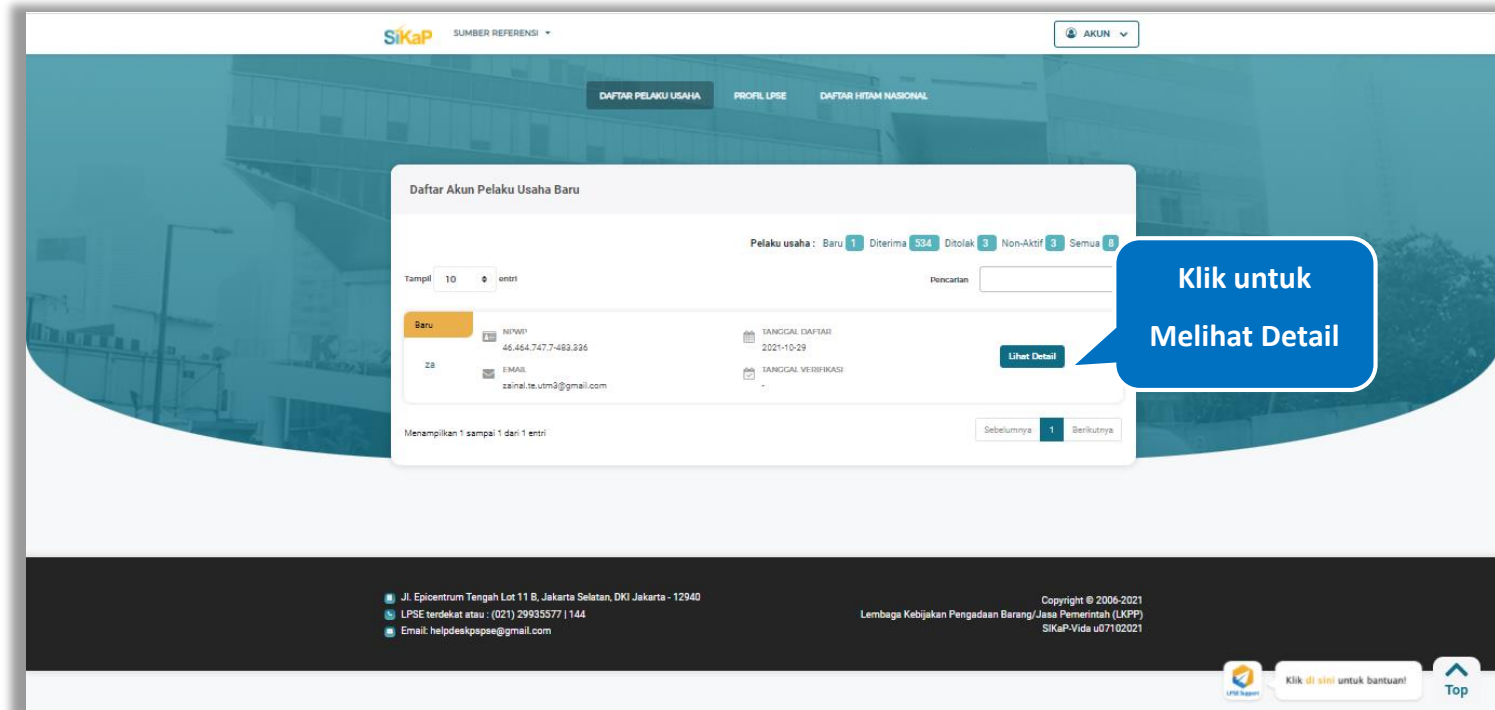 SiKaP SUMBER REFERENSI AKUN
DAFTAR PELAKU USAHA PROFIL LPSE DAFTAR HITAM NASIONAL
Daftar Akun Pelaku Usaha Baru
Pelaku usaha : Baru 1 Diterima 534 Ditolak 3 Non-Aktif 3 Semua 8
Tampil 10 entri Pencarian
Klik untuk
Melihat Detail
Baru
za
NPWP
46.464.747.7-483.336
EMAIL
zainal.te.utm3@gmail.com
TANGGAL DAFTAR
2021-10-29
TANGGAL VERIFIKASI
-
Lihat Detail
Menampilkan 1 sampai 1 dari 1 entri
Sebelumnya 1 Berikutnya
Jl. Epicentrum Tengah Lot 11 B, Jakarta Selatan, DKI Jakarta - 12940
LPSE terdekat atau : (021) 29935577 | 144
Email: helpdeskpspse@gmail.com
Copyright © 2006-2021
Lembaga Kebijakan Pengadaan Barang/Jasa Pemerintah (LKPP)
SIKaP-Vida u07102021
LPSE Support
Klik di sini untuk bantuan!
Top